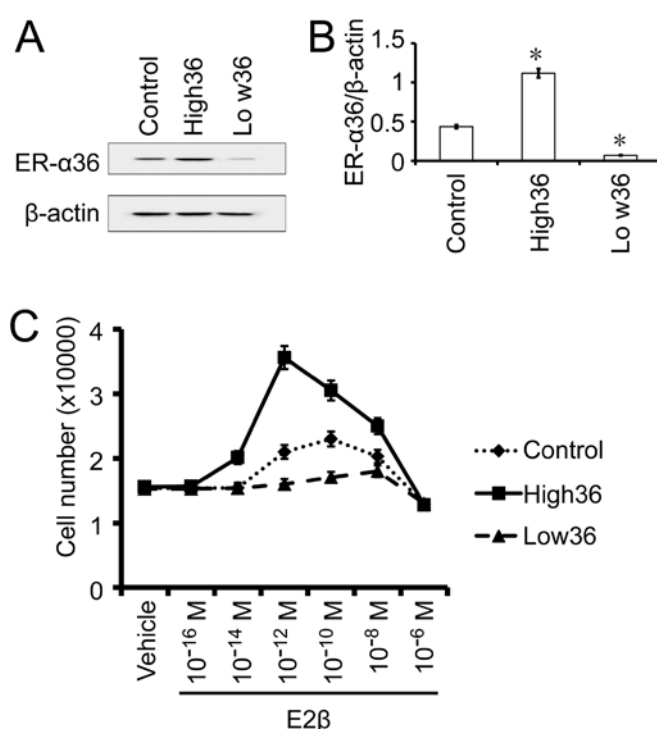 A
Control
High36
Lo w36
ER-α36
β-actin
B
ER-α36/β-actin
1.5
1
0.5
0
*
*
Control
High36
Lo w36
C
Cell number (x10000)
4
3
2
1
0
Vehicle
10⁻¹⁶ M
10⁻¹⁴ M
10⁻¹² M
10⁻¹⁰ M
10⁻⁸ M
10⁻⁶ M
E2β
Control
High36
Low36